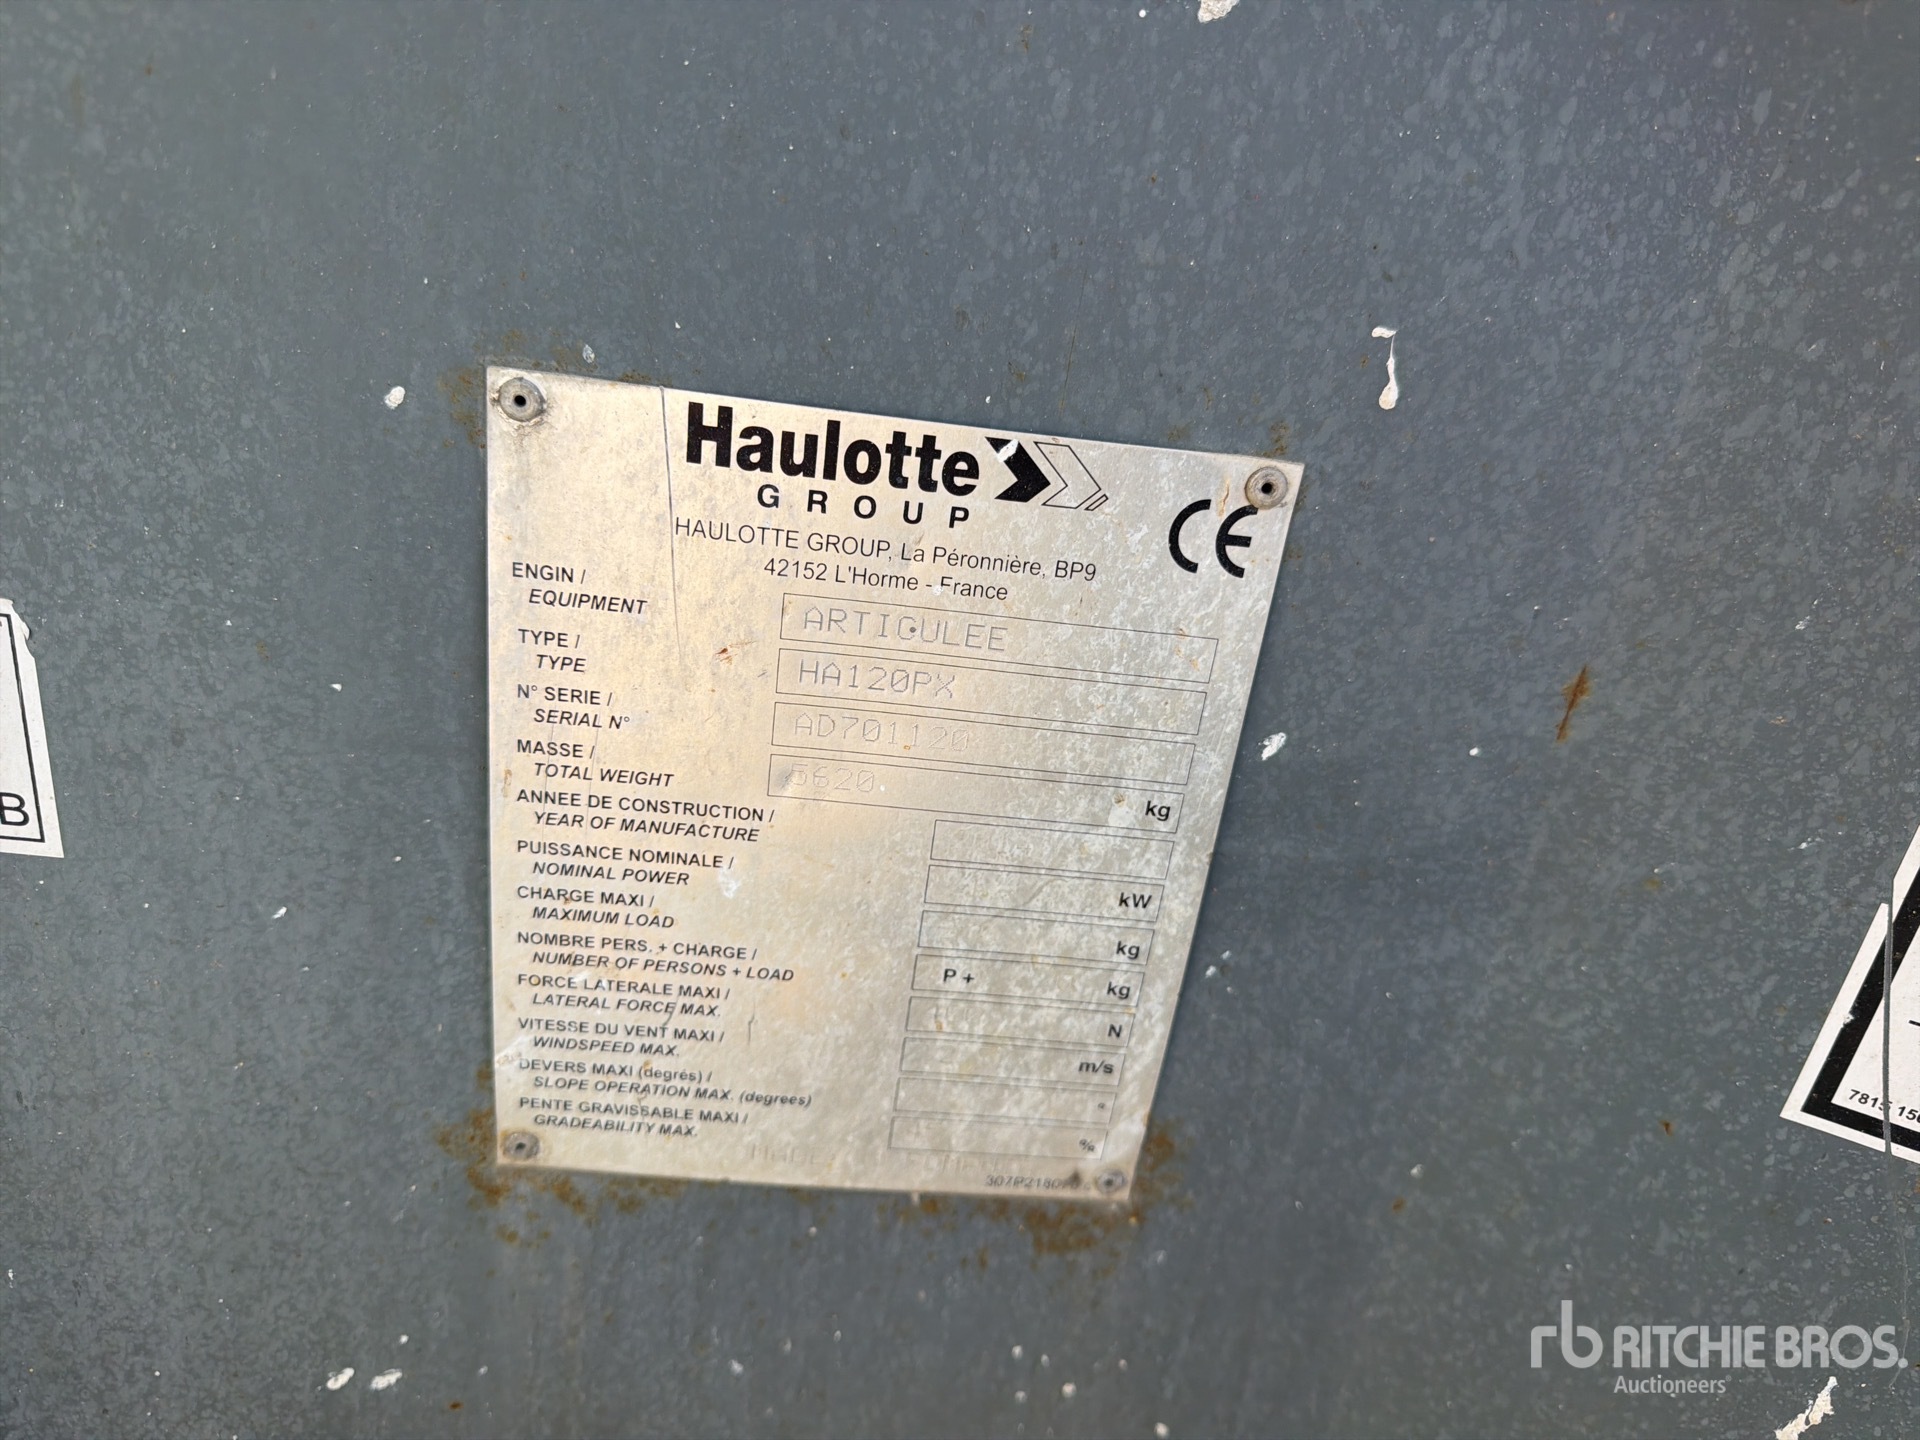 Haulotte
GROUP
HAULOTTE GROUP, La Péronnière, BP9
42152 L'Horme - France
CE
ENGIN /
EQUIPMENT
ARTICULEE
TYPE /
TYPE
HA120PX
N° SERIE /
SERIAL N°
AD701120
MASSE /
TOTAL WEIGHT
5620
kg
ANNEE DE CONSTRUCTION /
YEAR OF MANUFACTURE
PUISSANCE NOMINALE /
NOMINAL POWER
kW
CHARGE MAXI /
MAXIMUM LOAD
kg
NOMBRE PERS. + CHARGE /
NUMBER OF PERSONS + LOAD
P + kg
FORCE LATERALE MAXI /
LATERAL FORCE MAX.
N
VITESSE DU VENT MAXI /
WINDSPEED MAX.
m/s
DEVERS MAXI (degrés) /
SLOPE OPERATION MAX. (degrees)
°
PENTE GRAVISSABLE MAXI /
GRADEABILITY MAX.
%
B
7815
rb RITCHIE BROS.
Auctioneers